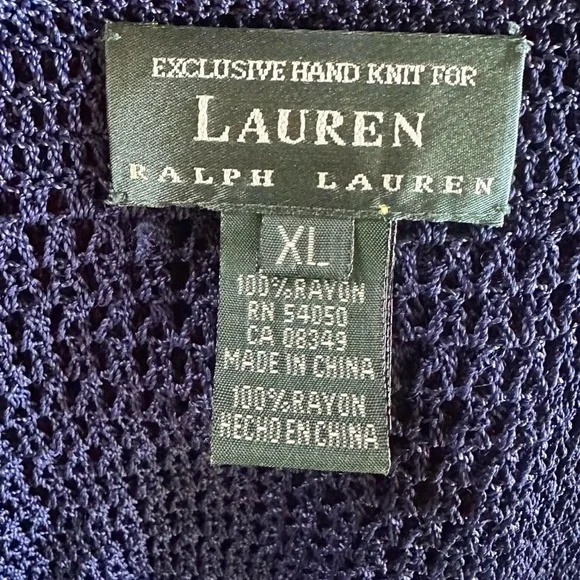 EXCLUSIVE HAND KNIT FOR
LAUREN
RALPH LAUREN
XL
100% RAYON
RN 54050
CA 08349
MADE IN CHINA
100% RAYON
HECHO EN CHINA